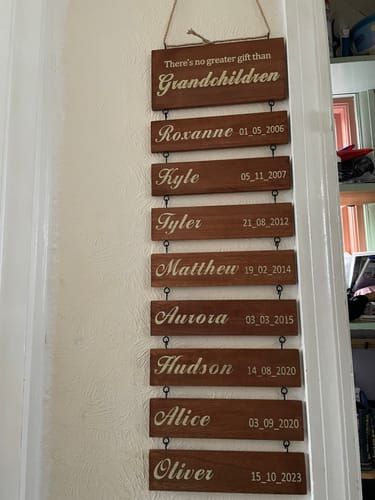 There's no greater gift than
Grandchildren
Roxanne 01_05_2006
Kyle 05_11_2007
Tyler 21_08_2012
Matthew 19_02_2014
Aurora 03_03_2015
Hudson 14_08_2020
Alice 03_09_2020
Oliver 15_10_2023